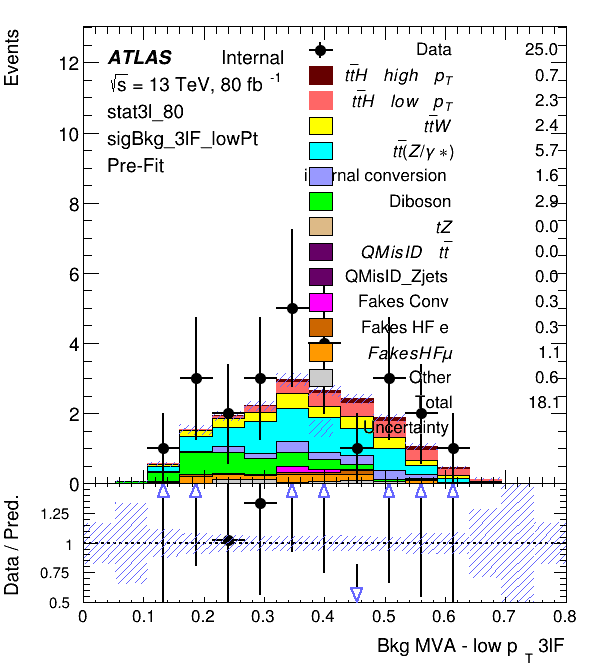 Events
ATLAS Internal
√s = 13 TeV, 80 fb -1
stat3l_80
sigBkg_3lF_lowPt
Pre-Fit
Data 25.0
tt̄H high pT 0.7
tt̄H low pT 2.3
tt̄W 2.4
tt̄(Z/γ*) 5.7
internal conversion 1.6
Diboson 2.9
tZ 0.0
QMisID tt̄ 0.0
QMisID_Zjets 0.0
Fakes Conv 0.3
Fakes HF e 0.3
FakesHFμ 1.1
Other 0.6
Total 18.1
Uncertainty
12
10
8
6
4
2
0
Data / Pred.
1.25
1
0.75
0.5
0 0.1 0.2 0.3 0.4 0.5 0.6 0.7 0.8
Bkg MVA - low p T 3lF